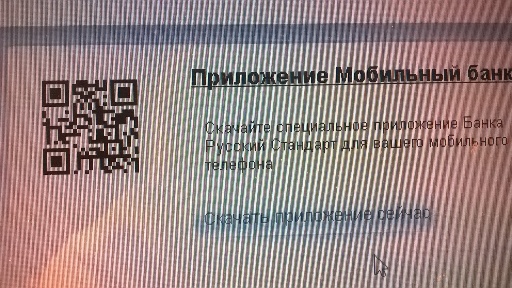 Приложение Мобильный банк
Скачайте специальное приложение Банка
Русский Стандарт для вашего мобильного
телефона
Скачать приложение сейчас